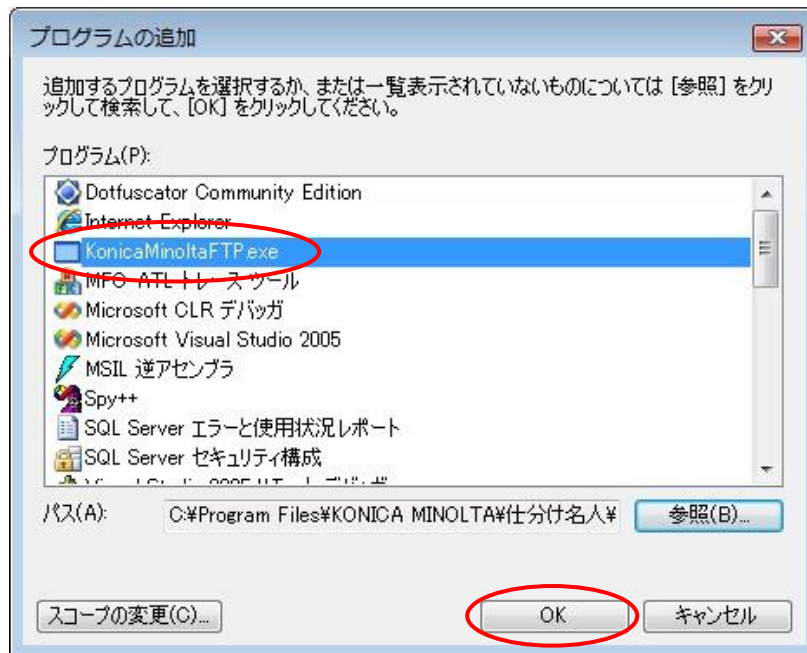 プログラムの追加
追加するプログラムを選択するか、または一覧表示されていないものについては [参照] をクリ
ックして検索して、[OK] をクリックしてください。
プログラム(P):
Dotfuscator Community Edition
Internet Explorer
KonicaMinoltaFTP.exe
MFC-ATL トレース ツール
Microsoft CLR デバッガ
Microsoft Visual Studio 2005
MSIL 逆アセンブラ
Spy++
SQL Server エラーと使用状況レポート
SQL Server セキュリティ構成
パス(A):
C:¥Program Files¥KONICA MINOLTA¥仕分け名人¥
参照(B)...
スコープの変更(C)...
OK
キャンセル